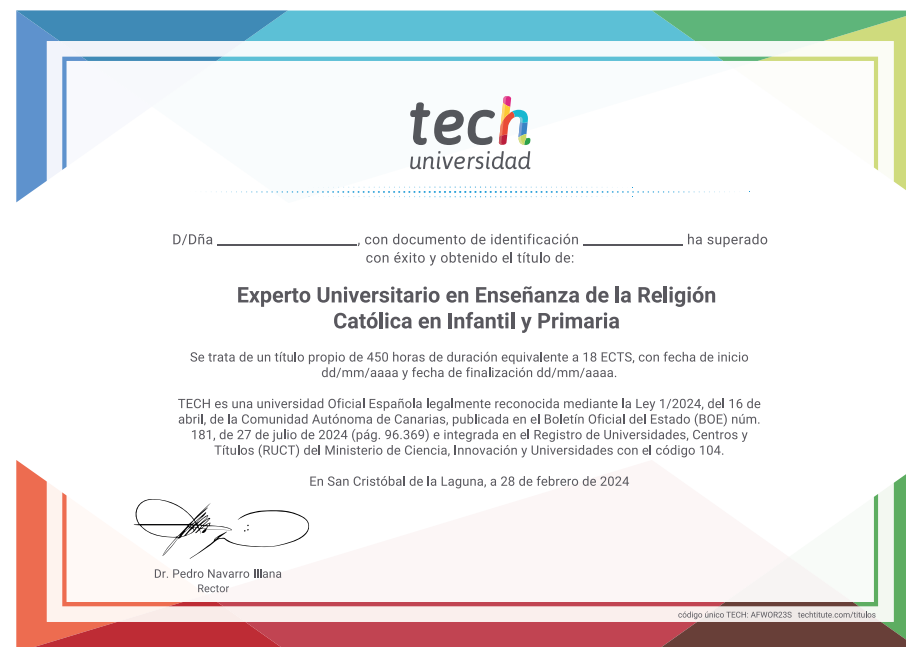 tech
universidad
D/Dña ____________________, con documento de identificación ______________ ha superado
con éxito y obtenido el título de:
Experto Universitario en Enseñanza de la Religión
Católica en Infantil y Primaria
Se trata de un título propio de 450 horas de duración equivalente a 18 ECTS, con fecha de inicio
dd/mm/aaaa y fecha de finalización dd/mm/aaaa.
TECH es una universidad Oficial Española legalmente reconocida mediante la Ley 1/2024, del 16 de
abril, de la Comunidad Autónoma de Canarias, publicada en el Boletín Oficial del Estado (BOE) núm.
181, de 27 de julio de 2024 (pág. 96.369) e integrada en el Registro de Universidades, Centros y
Títulos (RUCT) del Ministerio de Ciencia, Innovación y Universidades con el código 104.
En San Cristóbal de la Laguna, a 28 de febrero de 2024
Dr. Pedro Navarro Illana
Rector
código único TECH: AFWOR23S techtitute.com/titulos